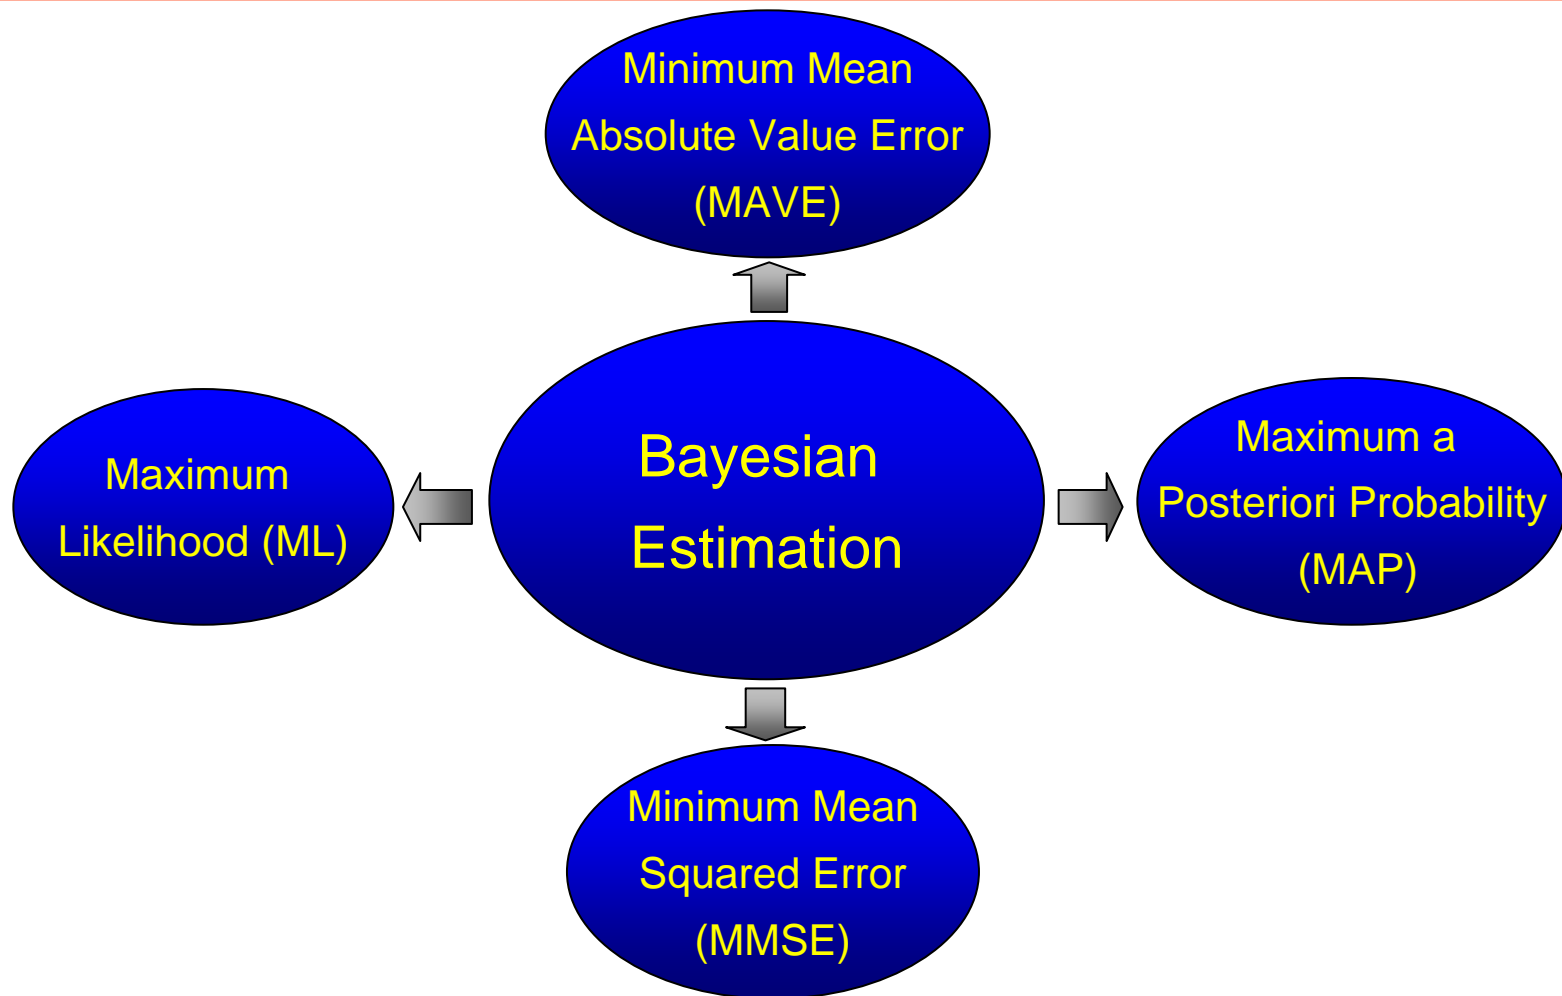 Minimum Mean
Absolute Value Error
(MAVE)
Maximum
Likelihood (ML)
Bayesian
Estimation
Maximum a
Posteriori Probability
(MAP)
Minimum Mean
Squared Error
(MMSE)